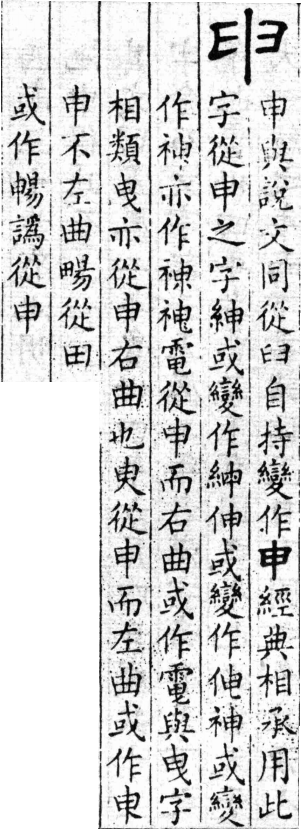 申
申與說文同從𦥑自持變作申經典相承用此
字從申之字紳或變作紳伸或變作伸神或變
作神亦作電從申而右曲或作電與曳字
相類曳亦從申右曲也臾從申而左曲或作
申不左曲畼從田
或作暢譌從申